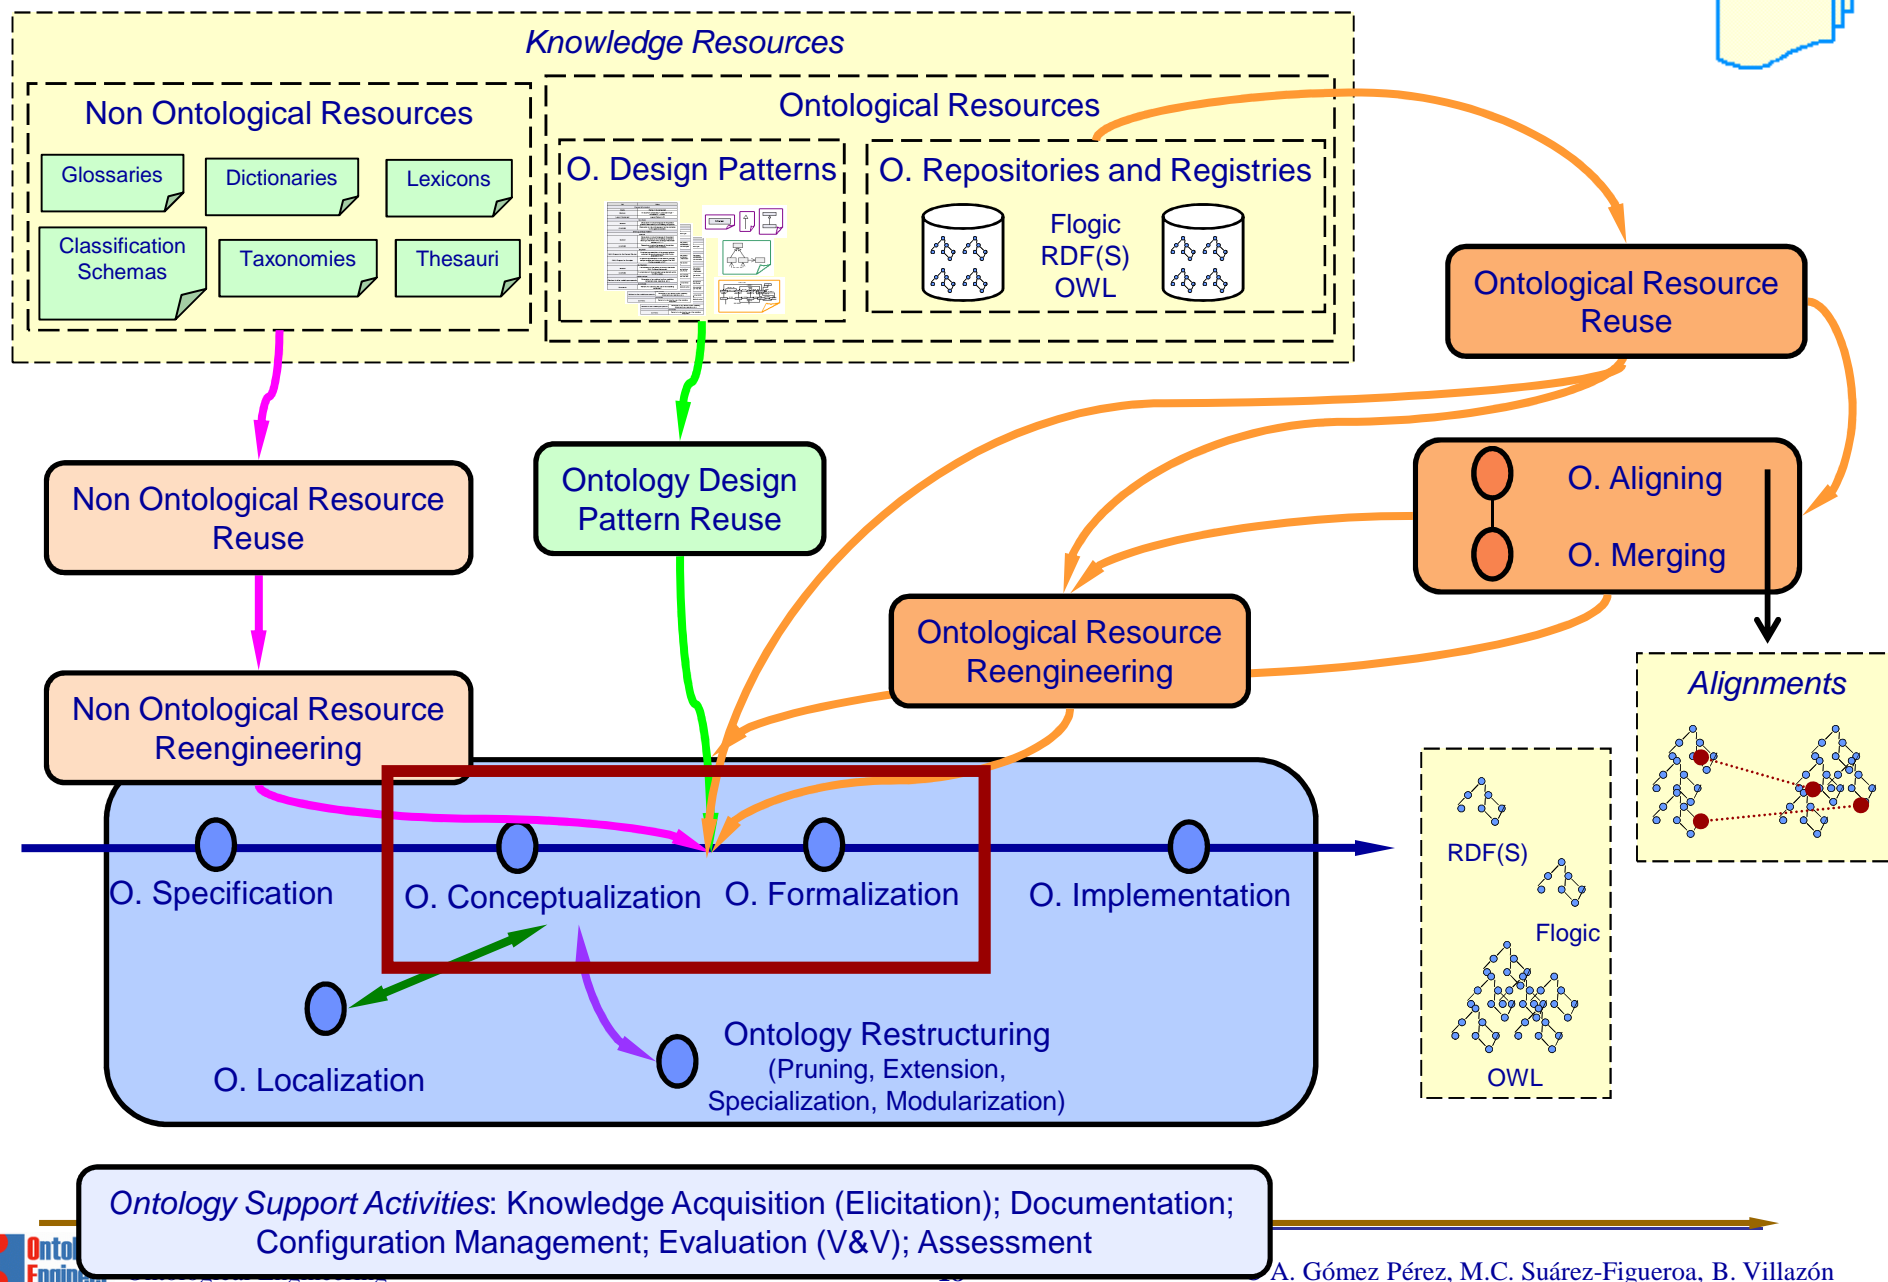 Knowledge Resources
Non Ontological Resources
Glossaries
Dictionaries
Lexicons
Classification
Schemas
Taxonomies
Thesauri
Ontological Resources
O. Design Patterns
O. Repositories and Registries
Flogic
RDF(S)
OWL
Ontological Resource
Reuse
Non Ontological Resource
Reuse
Ontology Design
Pattern Reuse
O. Aligning
O. Merging
Ontological Resource
Reengineering
Non Ontological Resource
Reengineering
Alignments
O. Specification
O. Conceptualization
O. Formalization
O. Implementation
RDF(S)
Flogic
OWL
O. Localization
Ontology Restructuring
(Pruning, Extension,
Specialization, Modularization)
Ontology Support Activities: Knowledge Acquisition (Elicitation); Documentation;
Configuration Management; Evaluation (V&V); Assessment
A. Gómez Pérez, M.C. Suárez-Figueroa, B. Villazón